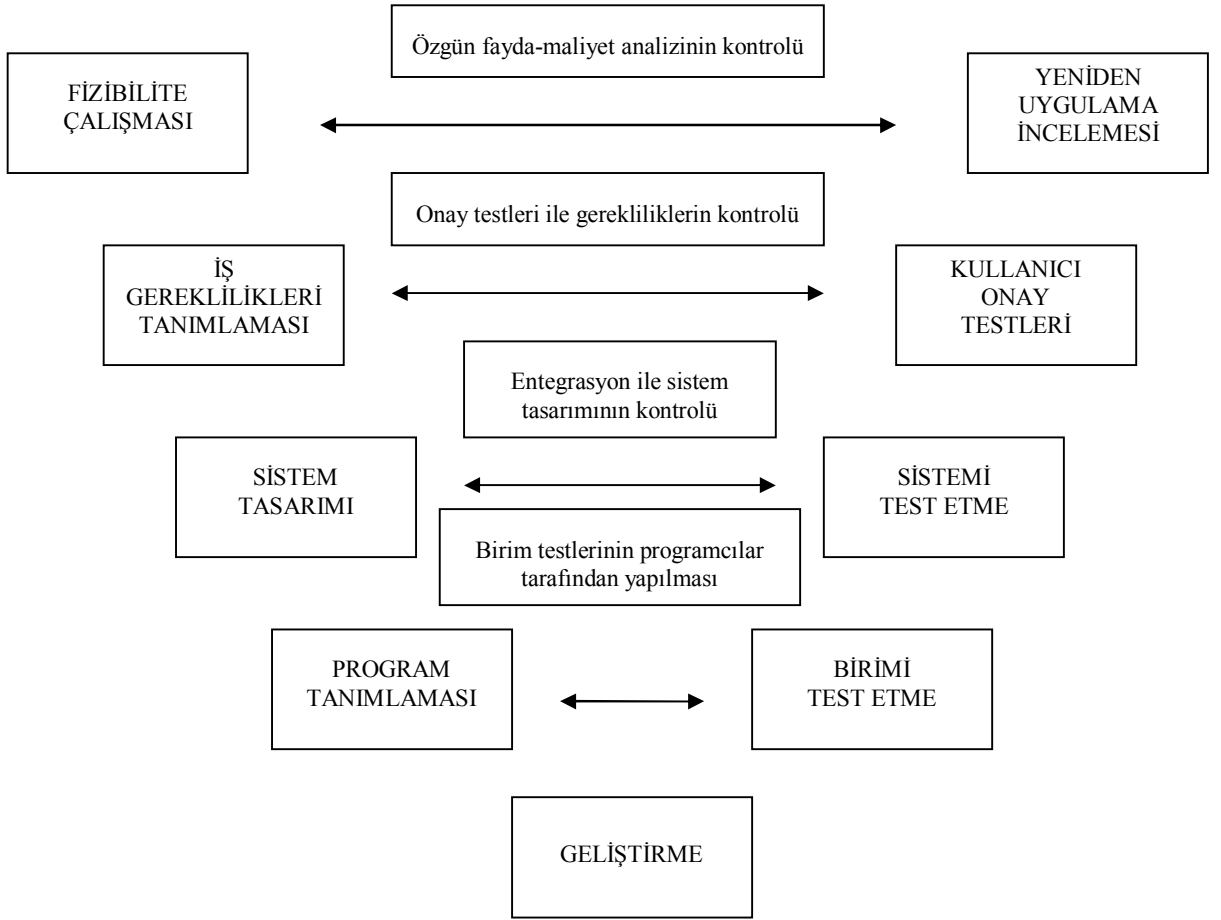 Özgün fayda-maliyet analizinin kontrolü
FİZİBİLİTE
ÇALIŞMASI
YENİDEN
UYGULAMA
İNCELEMESİ
Onay testleri ile gerekliliklerin kontrolü
İŞ
GEREKLİLİKLERİ
TANIMLAMASI
KULLANICI
ONAY
TESTLERİ
Entegrasyon ile sistem
tasarımının kontrolü
SİSTEM
TASARIMI
SİSTEMİ
TEST ETME
Birim testlerinin programcılar
tarafından yapılması
PROGRAM
TANIMLAMASI
BİRİMİ
TEST ETME
GELİŞTİRME